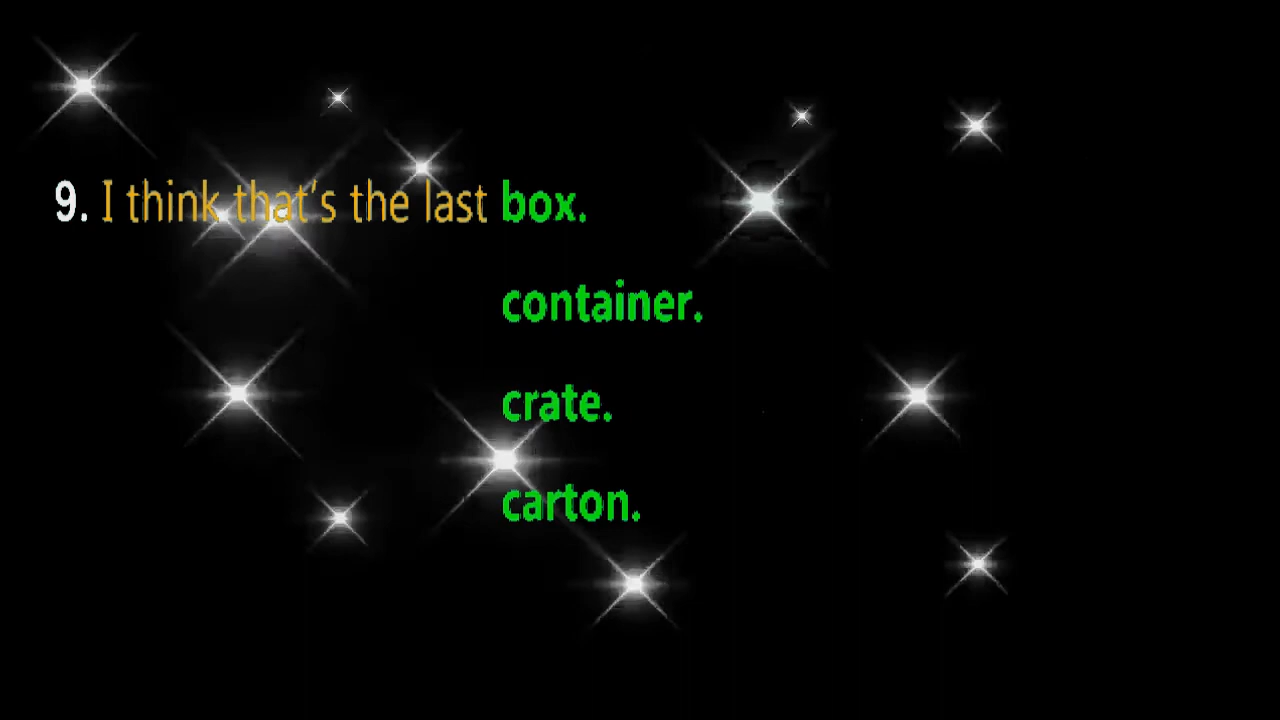 9. I think that's the last box.
container.
crate.
carton.